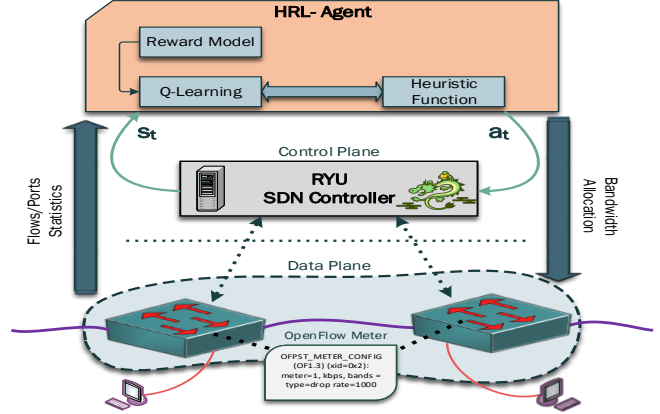 HRL- Agent
Reward Model
Q-Learning
Heuristic
Function
st
at
Control Plane
RYU
SDN Controller
Flows/Ports
Statistics
Bandwidth
Allocation
Data Plane
OpenFlow Meter
OFPST_METER_CONFIG
(OF1.3) (xid=0x2):
meter=1, kbps, bands =
type=drop rate=1000